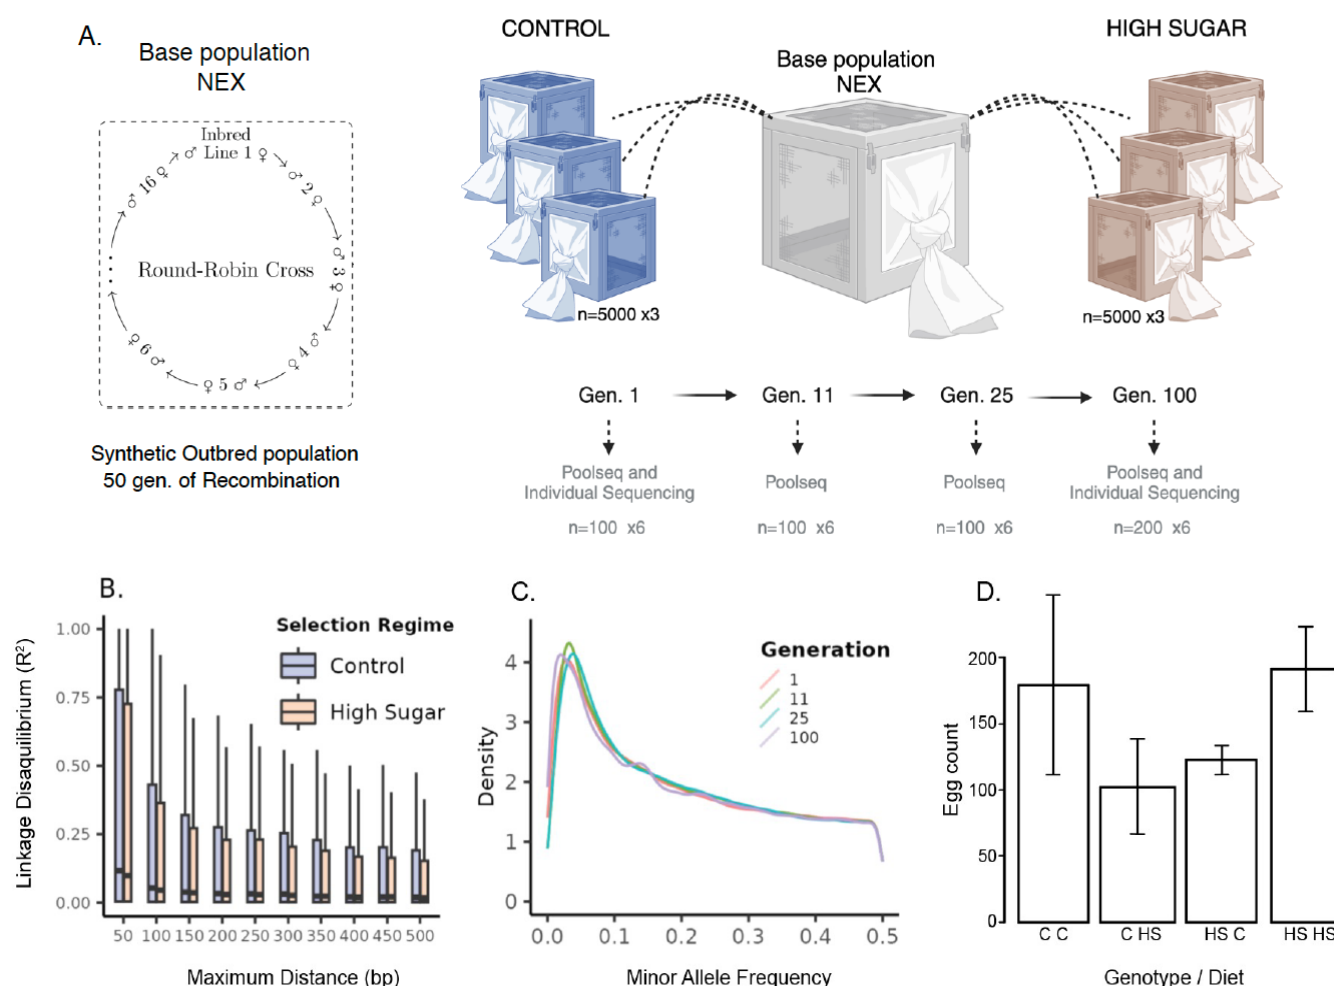 A.
Base population
NEX
Inbred
Line 1 ♀
♂
♂ 2 ♀
♂ 3 ♀
♀ 4 ♂
♀ 5 ♂
♀ 6 ♂
♂ 16 ♀
Round-Robin Cross
Synthetic Outbred population
50 gen. of Recombination
CONTROL
Base population
NEX
HIGH SUGAR
n=5000 x3
n=5000 x3
Gen. 1
Gen. 11
Gen. 25
Gen. 100
Poolseq and
Individual Sequencing
Poolseq
Poolseq
Poolseq and
Individual Sequencing
n=100 x6
n=100 x6
n=100 x6
n=200 x6
B.
Linkage Disaquilibrium (R²)
1.00
0.75
0.50
0.25
0.00
Selection Regime
Control
High Sugar
50 100 150 200 250 300 350 400 450 500
Maximum Distance (bp)
C.
Density
4
3
2
1
0
Generation
1
11
25
100
0.0 0.1 0.2 0.3 0.4 0.5
Minor Allele Frequency
D.
Egg count
200
150
100
50
0
C C
C HS
HS C
HS HS
Genotype / Diet